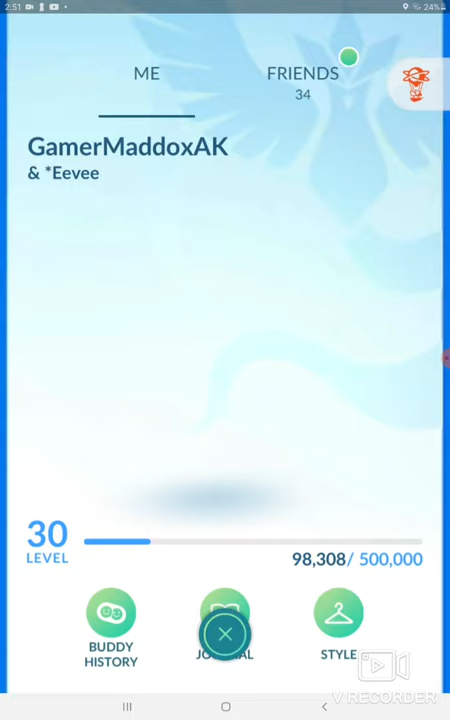 2:51
24%
ME
FRIENDS
34
GamerMaddoxAK
& *Eevee
30
LEVEL
98,308/ 500,000
BUDDY
HISTORY
STYLE
V RECORDER